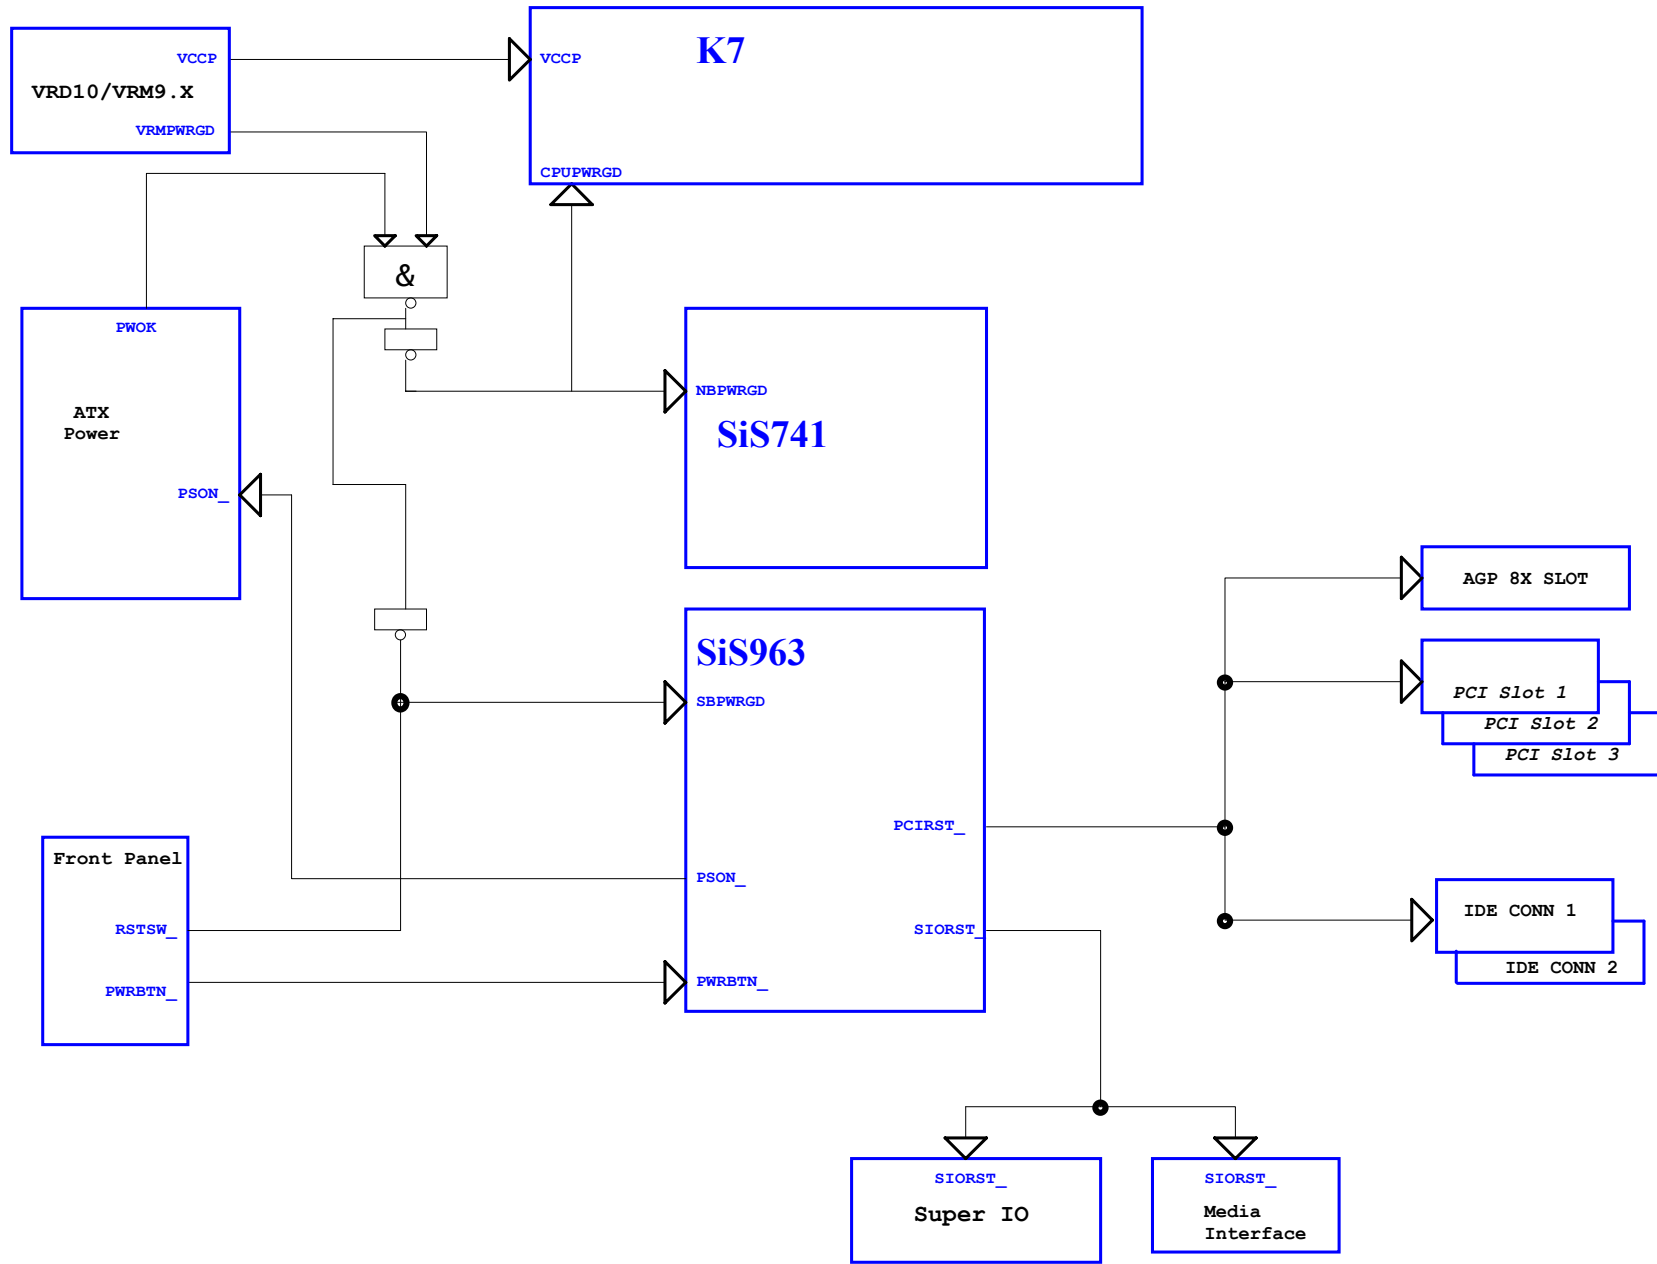 VCCP
VRD10/VRM9.X
VRMPWRGD
K7
VCCP
CPUPWRGD
&
PWOK
ATX
Power
PSON_
NBPWRGD
SiS741
SiS963
SBPWRGD
PCIRST_
PSON_
SIORST_
PWRBTN_
AGP 8X SLOT
PCI Slot 1
PCI Slot 2
PCI Slot 3
IDE CONN 1
IDE CONN 2
Front Panel
RSTSW_
PWRBTN_
SIORST_
Super IO
SIORST_
Media
Interface